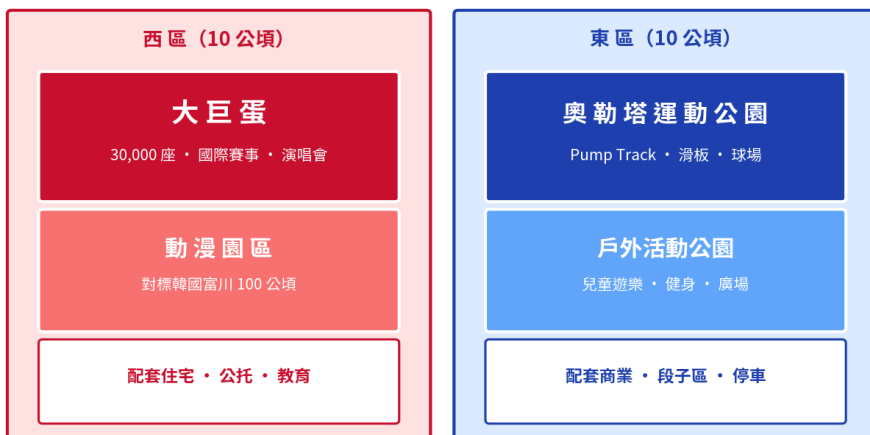 西區（10 公頃）
大巨蛋
30,000 座 · 國際賽事 · 演唱會
動漫園區
對標韓國富川 100 公頃
配套住宅 · 公托 · 教育
東區（10 公頃）
奧勒塔運動公園
Pump Track · 滑板 · 球場
戶外活動公園
兒童遊樂 · 健身 · 廣場
配套商業 · 段子區 · 停車